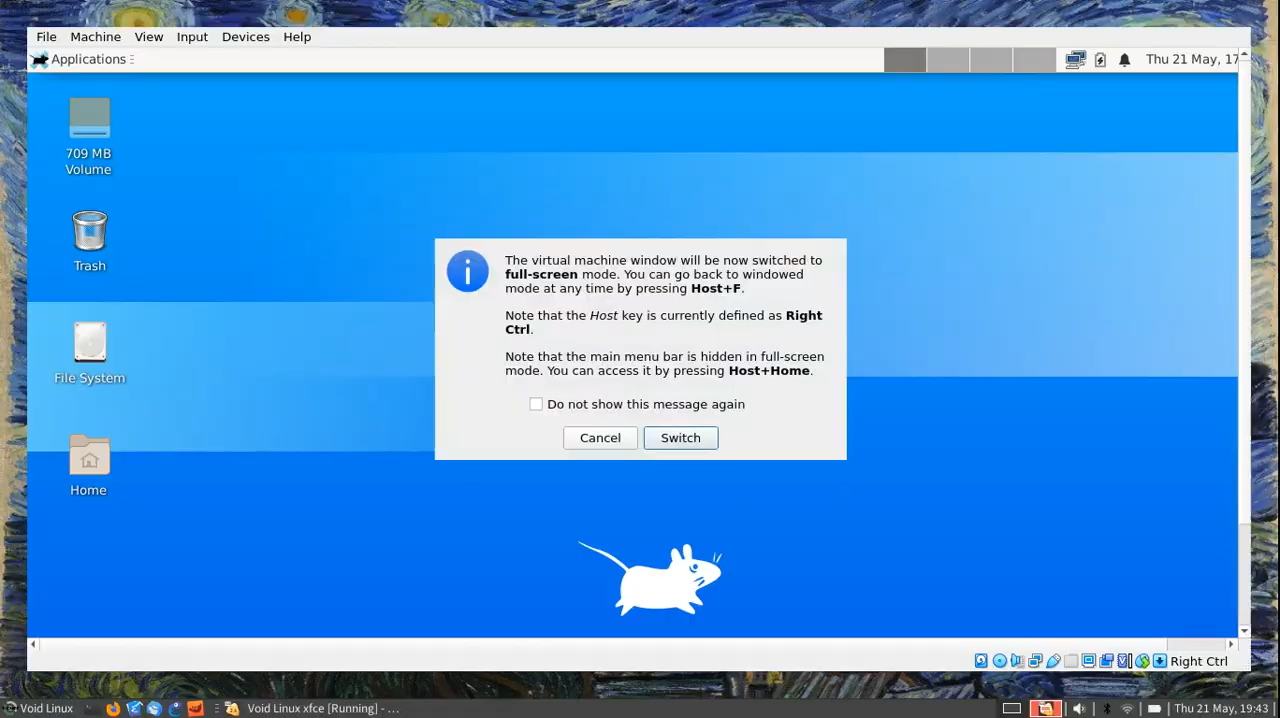 File Machine View Input Devices Help
Applications
Thu 21 May, 17
709 MB
Volume
Trash
File System
Home
The virtual machine window will be now switched to
full-screen mode. You can go back to windowed
mode at any time by pressing Host+F.
Note that the Host key is currently defined as Right
Ctrl.
Note that the main menu bar is hidden in full-screen
mode. You can access it by pressing Host+Home.
Do not show this message again
Cancel Switch
Right Ctrl
Void Linux Void Linux xfce [Running] - ... Thu 21 May, 19:43